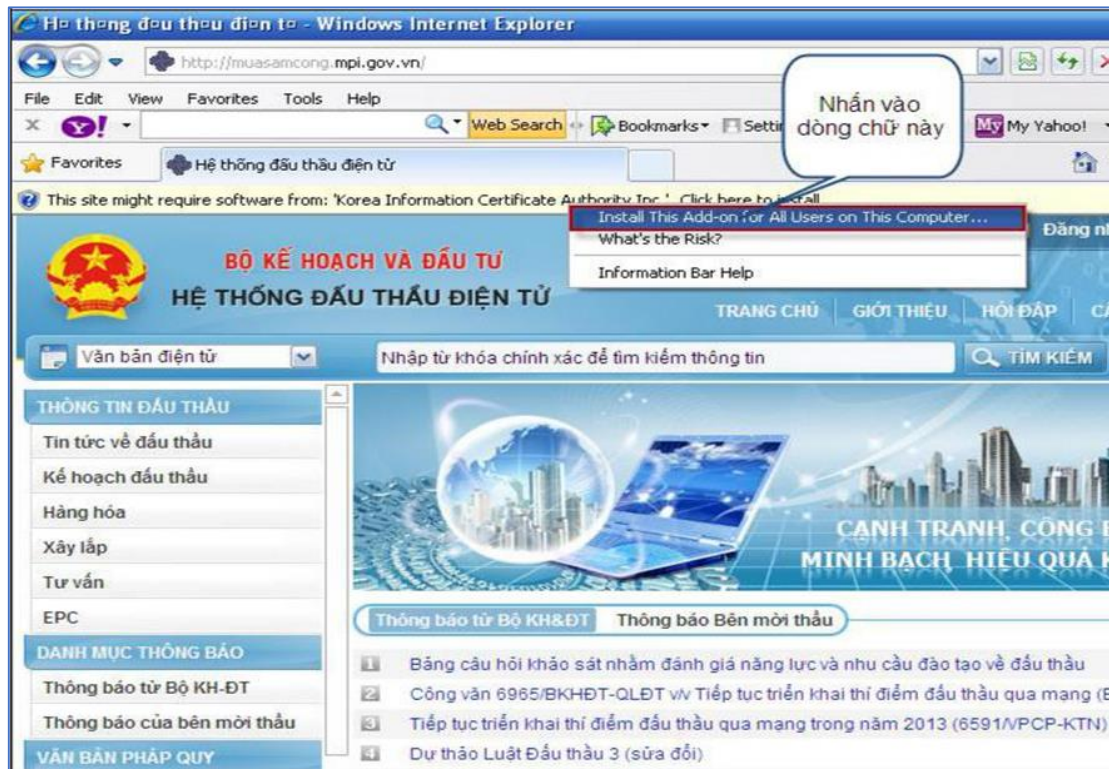 Hệ thống đấu thầu điện tử - Windows Internet Explorer
http://muasamcong.mpi.gov.vn/
File Edit View Favorites Tools Help
Nhấn vào
dòng chữ này
Web Search Bookmarks My Yahoo!
Favorites Hệ thống đấu thầu điện tử
This site might require software from: 'Korea Information Certificate Authority Inc.'. Click here to install
Install This Add-on for All Users on This Computer...
What's the Risk?
Information Bar Help
BỘ KẾ HOẠCH VÀ ĐẦU TƯ
HỆ THỐNG ĐẤU THẦU ĐIỆN TỬ
TRANG CHỦ GIỚI THIỆU HỎI ĐÁP
Văn bản điện tử Nhập từ khóa chính xác để tìm kiếm thông tin TÌM KIẾM
THÔNG TIN ĐẤU THẦU
Tin tức về đấu thầu
Kế hoạch đấu thầu
Hàng hóa
Xây lắp
Tư vấn
EPC
DANH MỤC THÔNG BÁO
Thông báo từ Bộ KH-ĐT
Thông báo của bên mời thầu
VĂN BẢN PHÁP QUY
CẠNH TRANH, CÔNG
MINH BẠCH, HIỆU QUẢ
Thông báo từ Bộ KH&ĐT Thông báo Bên mời thầu
1 Bảng câu hỏi khảo sát nhằm đánh giá năng lực và nhu cầu đào tạo về đấu thầu
2 Công văn 6965/BKHĐT-QLĐT v/v Tiếp tục triển khai thí điểm đấu thầu qua mạng
3 Tiếp tục triển khai thí điểm đấu thầu qua mạng trong năm 2013 (6591/VPCP-KTN)
4 Dự thảo Luật Đấu thầu 3 (sửa đổi)